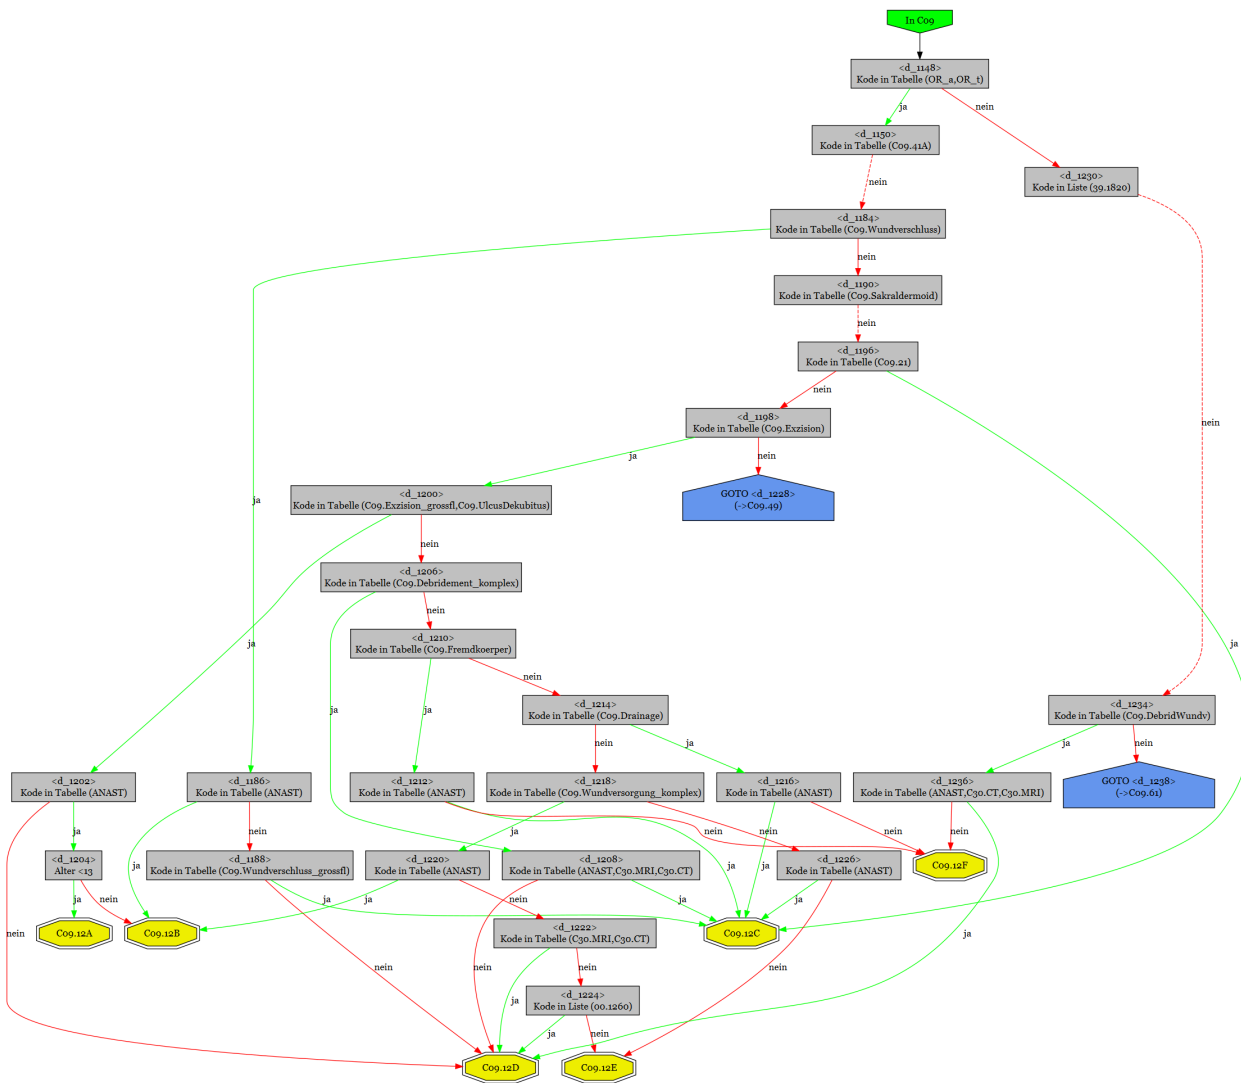 In C09
<d_1148>
Kode in Tabelle (OR_a,OR_t)
ja
nein
<d_1150>
Kode in Tabelle (C09.41A)
<d_1230>
Kode in Liste (39.1820)
nein
<d_1184>
Kode in Tabelle (C09.Wundverschluss)
nein
<d_1190>
Kode in Tabelle (C09.Sakraldermoid)
nein
<d_1196>
Kode in Tabelle (C09.21)
nein
<d_1198>
Kode in Tabelle (C09.Exzision)
nein
ja
nein
<d_1200>
Kode in Tabelle (C09.Exzision_grossfl,C09.UlcusDekubitus)
GOTO <d_1228>
(->C09.49)
ja
nein
<d_1206>
Kode in Tabelle (C09.Debridement_komplex)
nein
<d_1210>
Kode in Tabelle (C09.Fremdkoerper)
ja
ja
nein
<d_1214>
Kode in Tabelle (C09.Drainage)
<d_1234>
Kode in Tabelle (C09.DebridWundv)
ja
ja
nein
ja
ja
nein
<d_1202>
Kode in Tabelle (ANAST)
<d_1186>
Kode in Tabelle (ANAST)
<d_1212>
Kode in Tabelle (ANAST)
<d_1218>
Kode in Tabelle (C09.Wundversorgung_komplex)
<d_1216>
Kode in Tabelle (ANAST)
<d_1236>
Kode in Tabelle (ANAST,C30.CT,C30.MRI)
GOTO <d_1238>
(->C09.61)
ja
nein
ja
nein
nein
nein
nein
<d_1204>
Alter <13
<d_1188>
Kode in Tabelle (C09.Wundverschluss_grossfl)
<d_1220>
Kode in Tabelle (ANAST)
<d_1208>
Kode in Tabelle (ANAST,C30.MRI,C30.CT)
<d_1226>
Kode in Tabelle (ANAST)
C09.12F
ja
ja
ja
ja
ja
nein
ja
ja
nein
ja
nein
C09.12A
C09.12B
<d_1222>
Kode in Tabelle (C30.MRI,C30.CT)
C09.12C
ja
nein
nein
nein
nein
<d_1224>
Kode in Liste (00.1260)
ja
ja
nein
C09.12D
C09.12E